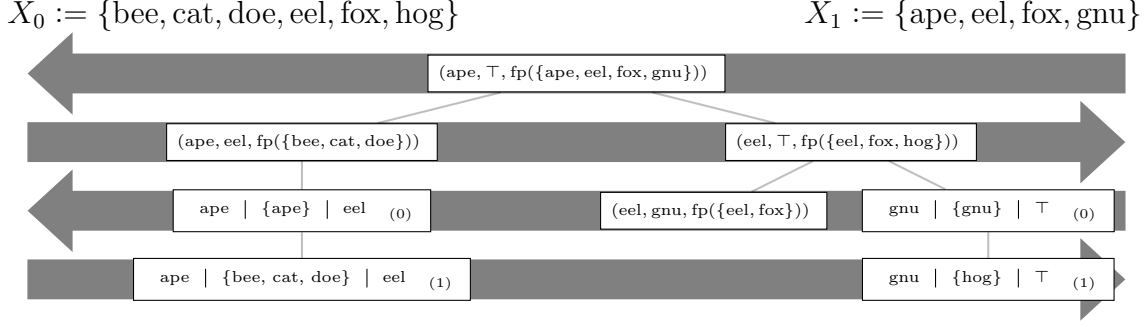 X₀ := {bee, cat, doe, eel, fox, hog} X₁ := {ape, eel, fox, gnu}
(ape, ⊤, fp({ape, eel, fox, gnu}))
(ape, eel, fp({bee, cat, doe})) (eel, ⊤, fp({eel, fox, hog}))
ape | {ape} | eel (0) (eel, gnu, fp({eel, fox})) gnu | {gnu} | ⊤ (0)
ape | {bee, cat, doe} | eel (1) gnu | {hog} | ⊤ (1)